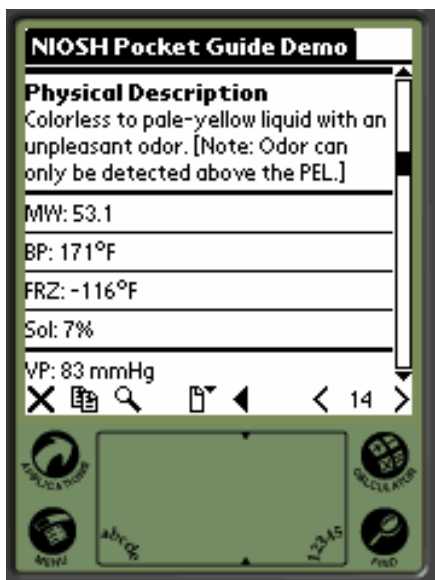 NIOSH Pocket Guide Demo
Physical Description
Colorless to pale-yellow liquid with an
unpleasant odor. [Note: Odor can
only be detected above the PEL.]
MW: 53.1
BP: 171°F
FRZ: -116°F
Sol: 7%
VP: 83 mmHg
14
APPLICATIONS
CALCULATOR
MENU
abcde
12345
FIND